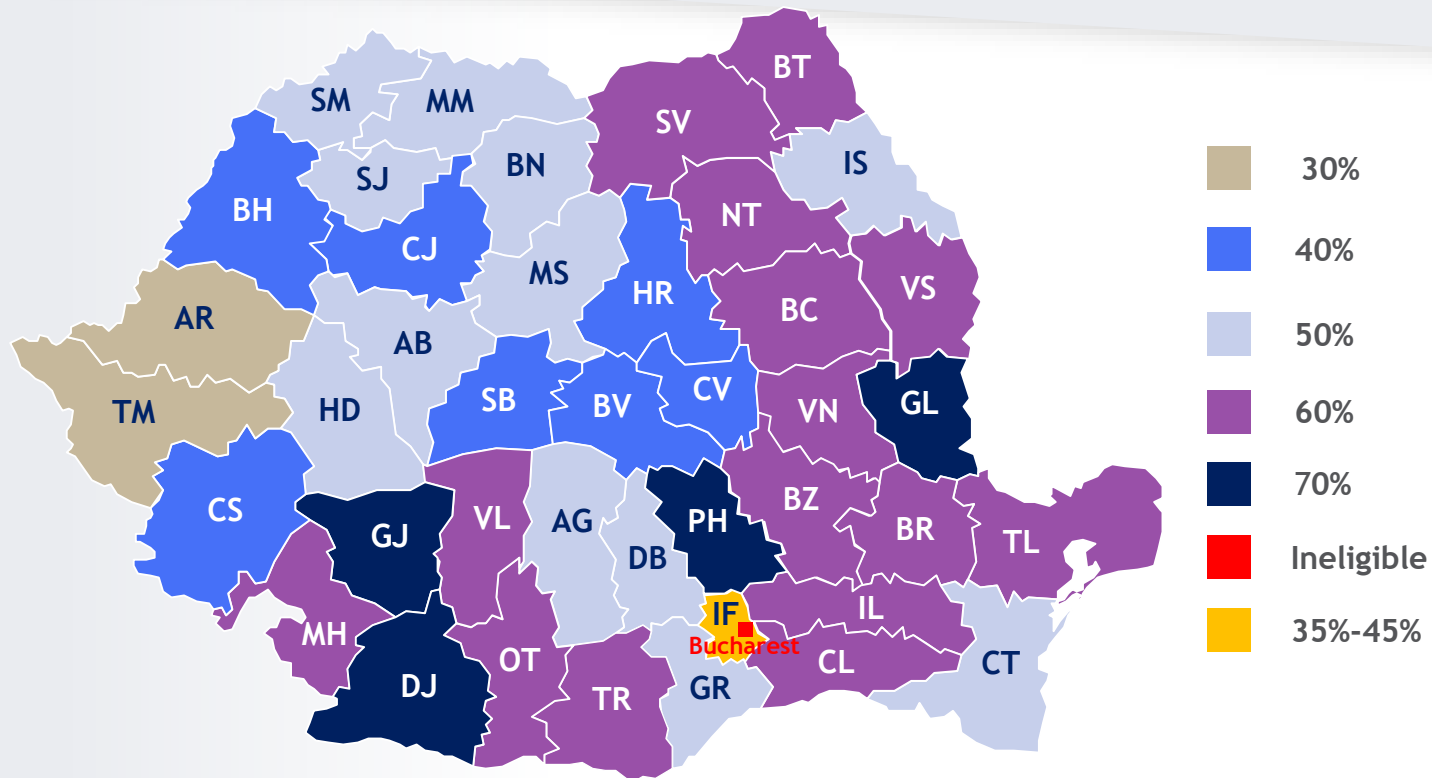 BT
SM
MM
SV
BN
IS
SJ
BH
NT
CJ
MS
HR
VS
BC
AR
AB
TM
HD
SB
BV
CV
VN
GL
CS
GJ
VL
AG
PH
BZ
BR
TL
DB
IF
IL
MH
Bucharest
OT
CL
CT
DJ
TR
GR
30%
40%
50%
60%
70%
Ineligible
35%-45%